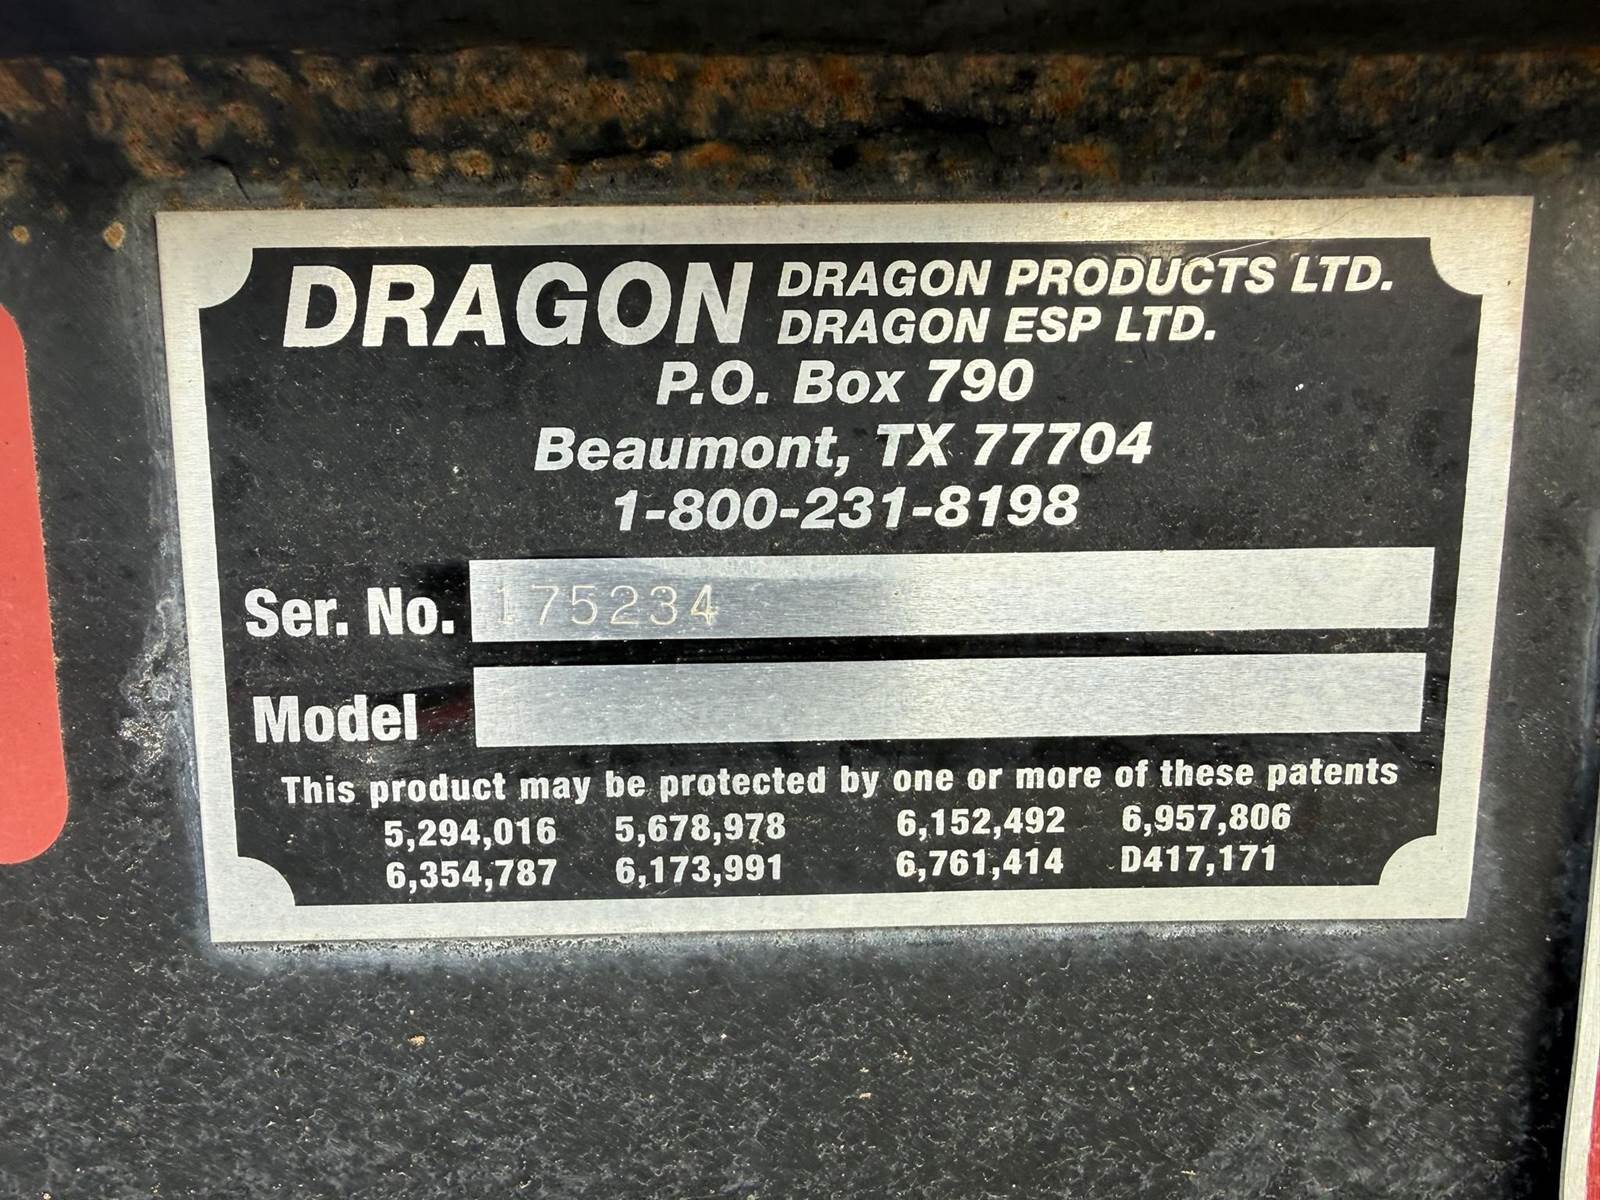 DRAGON DRAGON PRODUCTS LTD.
DRAGON ESP LTD.
P.O. Box 790
Beaumont, TX 77704
1-800-231-8198
Ser. No. 175234
Model
This product may be protected by one or more of these patents
5,294,016 5,678,978 6,152,492 6,957,806
6,354,787 6,173,991 6,761,414 D417,171